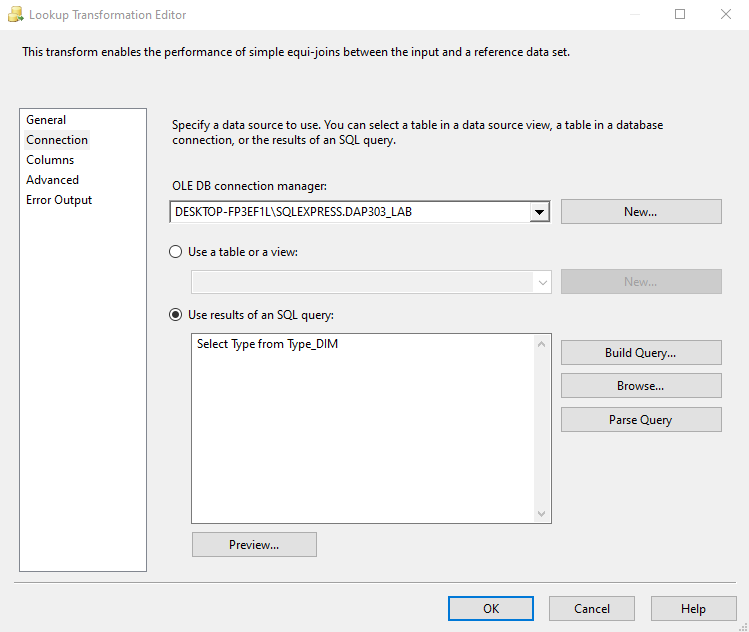 Lookup Transformation Editor
This transform enables the performance of simple equi-joins between the input and a reference data set.
General
Connection
Columns
Advanced
Error Output
Specify a data source to use. You can select a table in a data source view, a table in a database
connection, or the results of an SQL query.
OLE DB connection manager:
DESKTOP-FP3EF1L\SQLEXPRESS.DAP303_LAB
New...
Use a table or a view:
New...
Use results of an SQL query:
Select Type from Type_DIM
Build Query...
Browse...
Parse Query
Preview...
OK
Cancel
Help